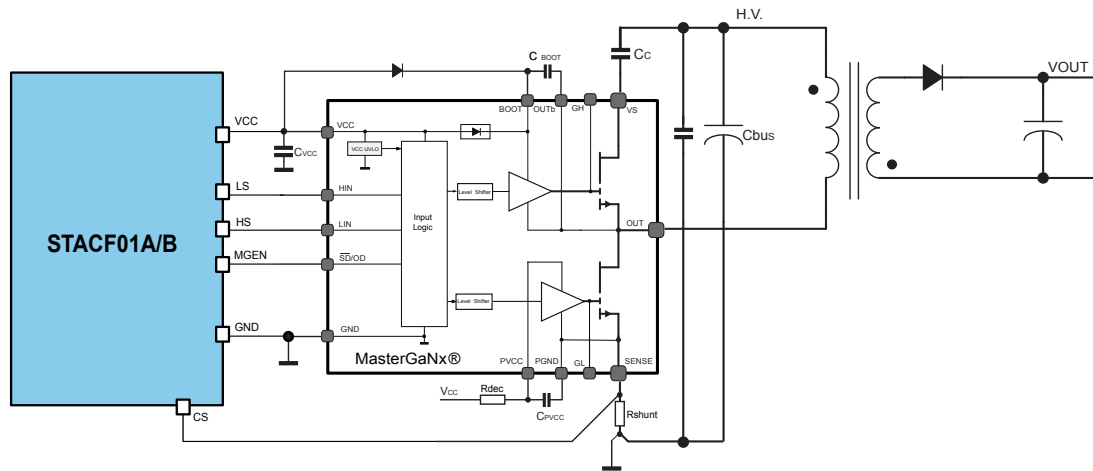 H.V.
C BOOT
CC
VOUT
BOOT
OUTb
GH
VS
VCC
VCC
CVCC
VCC UVLO
Cbus
LS
HIN
Level Shifter
Input
Logic
HS
LIN
OUT
STACF01A/B
MGEN
SD/OD
Level Shifter
GND
GND
MasterGaNx®
PVCC
PGND
GL
SENSE
VCC
Rdec
CPVCC
Rshunt
CS